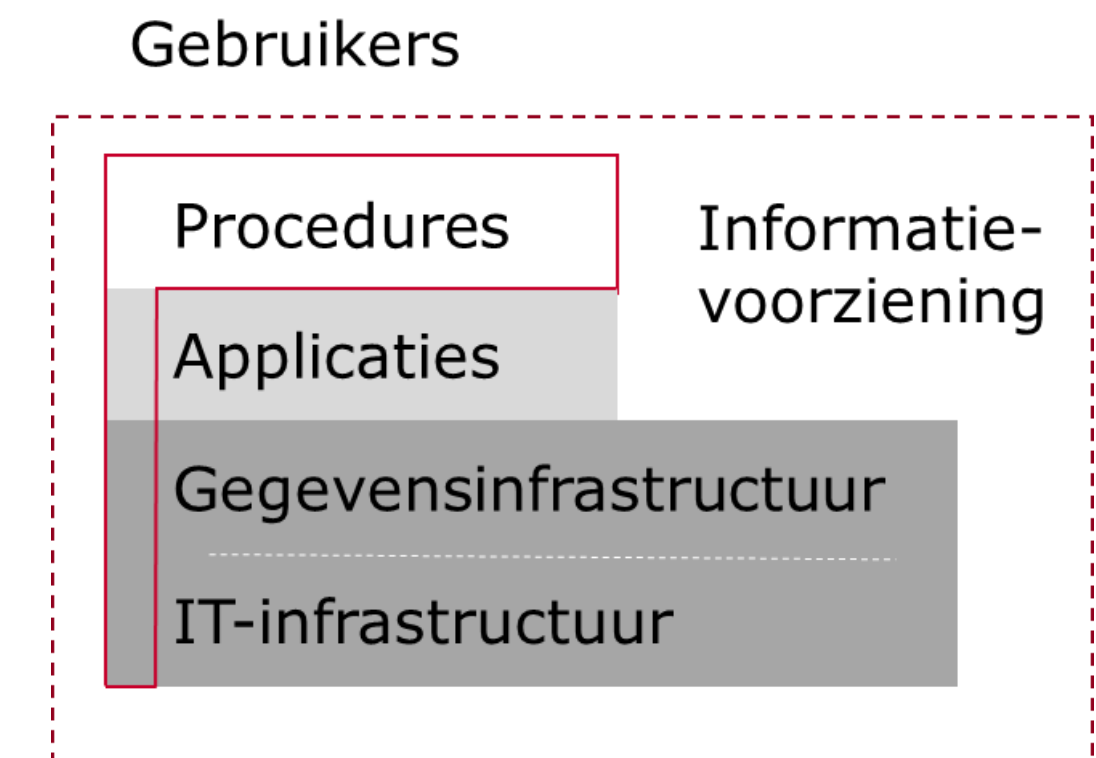 Gebruikers
Procedures
Informatie-
voorziening
Applicaties
Gegevensinfrastructuur
IT-infrastructuur